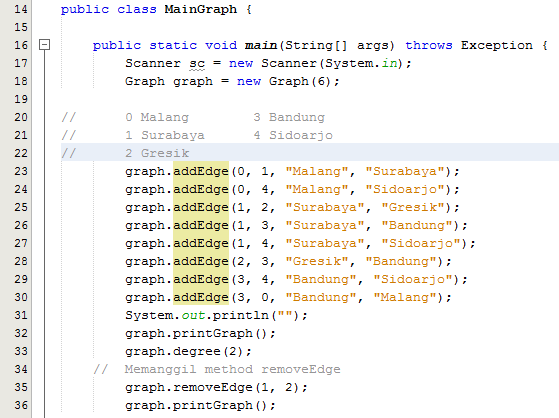 14 public class MainGraph {
15
16 public static void main(String[] args) throws Exception {
17 Scanner sc = new Scanner(System.in);
18 Graph graph = new Graph(6);
19
20 // 0 Malang 3 Bandung
21 // 1 Surabaya 4 Sidoarjo
22 // 2 Gresik
23 graph.addEdge(0, 1, "Malang", "Surabaya");
24 graph.addEdge(0, 4, "Malang", "Sidoarjo");
25 graph.addEdge(1, 2, "Surabaya", "Gresik");
26 graph.addEdge(1, 3, "Surabaya", "Bandung");
27 graph.addEdge(1, 4, "Surabaya", "Sidoarjo");
28 graph.addEdge(2, 3, "Gresik", "Bandung");
29 graph.addEdge(3, 4, "Bandung", "Sidoarjo");
30 graph.addEdge(3, 0, "Bandung", "Malang");
31 System.out.println("");
32 graph.printGraph();
33 graph.degree(2);
34 // Memanggil method removeEdge
35 graph.removeEdge(1, 2);
36 graph.printGraph();